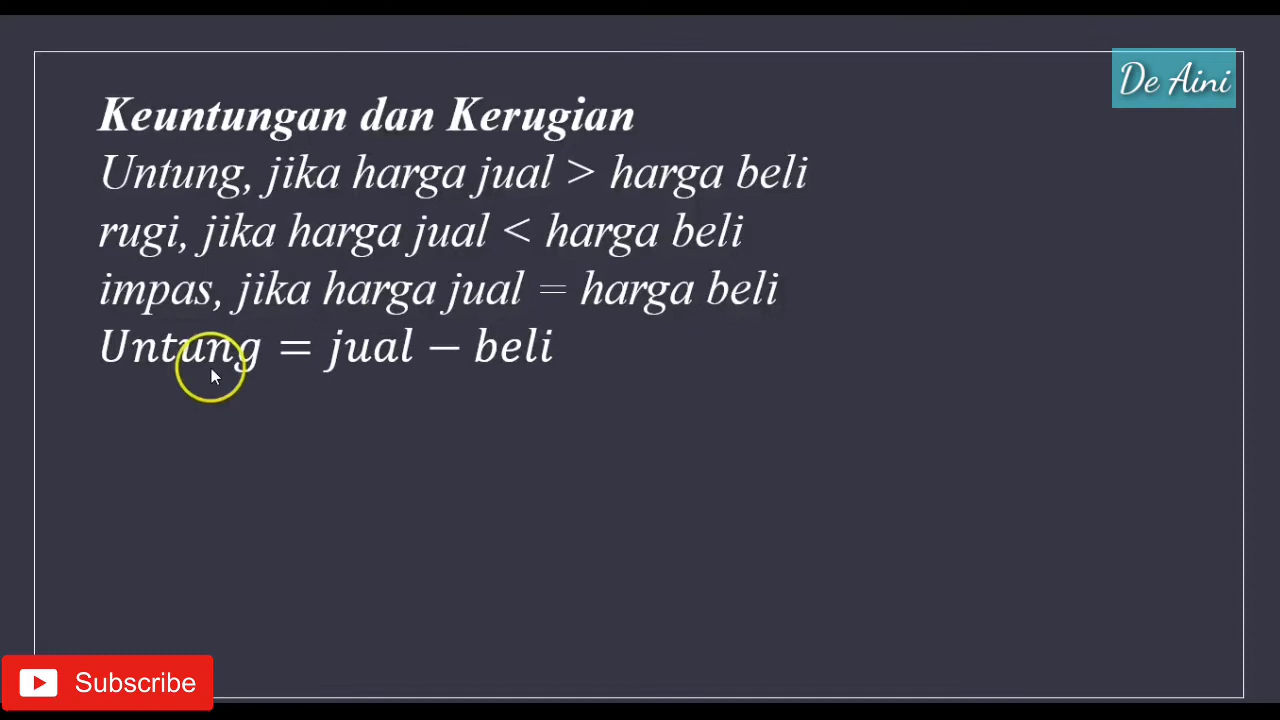 De Aini
Keuntungan dan Kerugian
Untung, jika harga jual > harga beli
rugi, jika harga jual < harga beli
impas, jika harga jual = harga beli
Untung = jual − beli
Subscribe